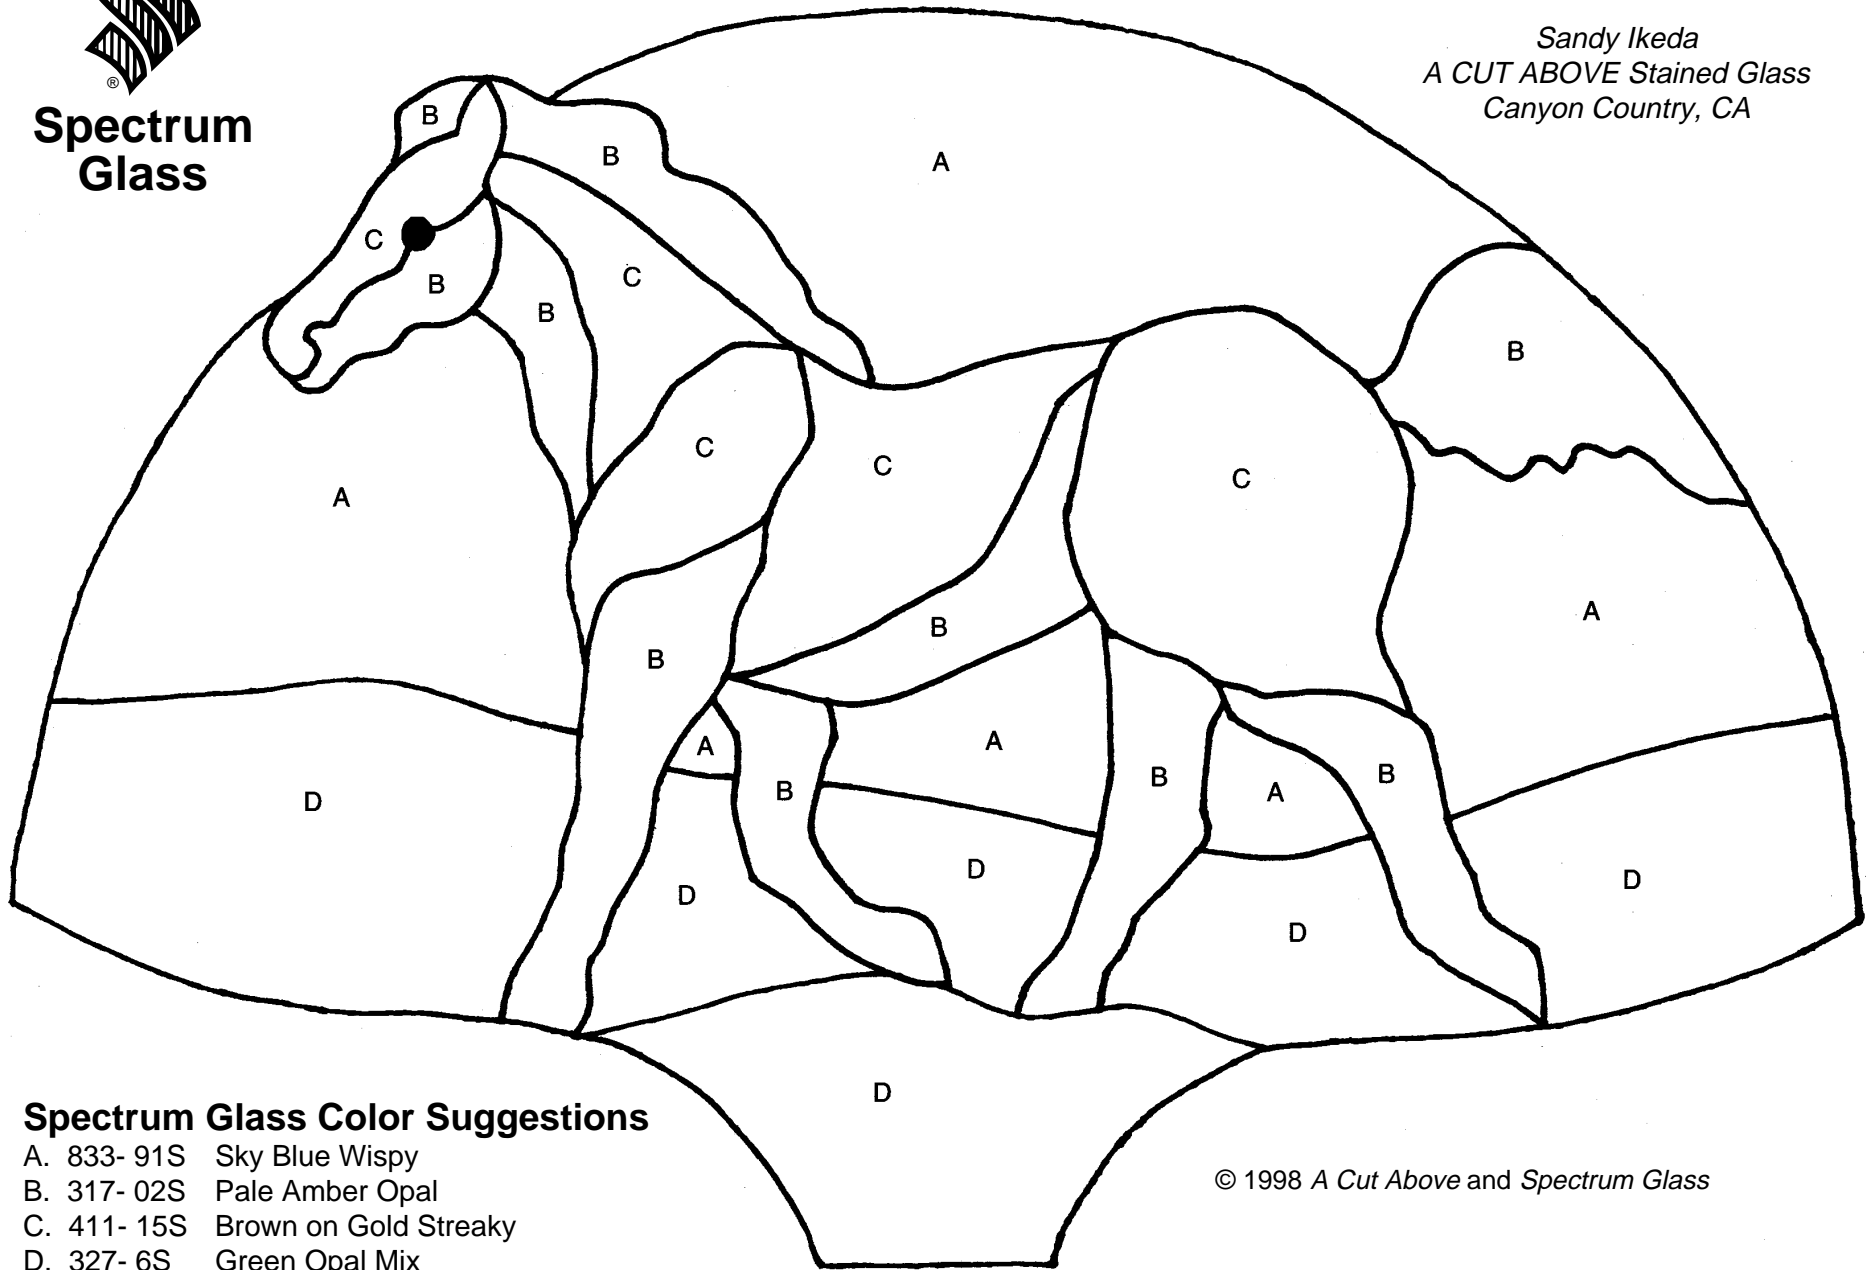 ®
Spectrum
Glass
Sandy Ikeda
A CUT ABOVE Stained Glass
Canyon Country, CA
B
B
A
C
B
C
B
B
C
A
C
C
A
B
B
A
A
A
B
B
B
A
D
D
D
D
D
D
Spectrum Glass Color Suggestions
A. 833- 91S Sky Blue Wispy
B. 317- 02S Pale Amber Opal
C. 411- 15S Brown on Gold Streaky
D. 327- 6S Green Opal Mix
© 1998 A Cut Above and Spectrum Glass